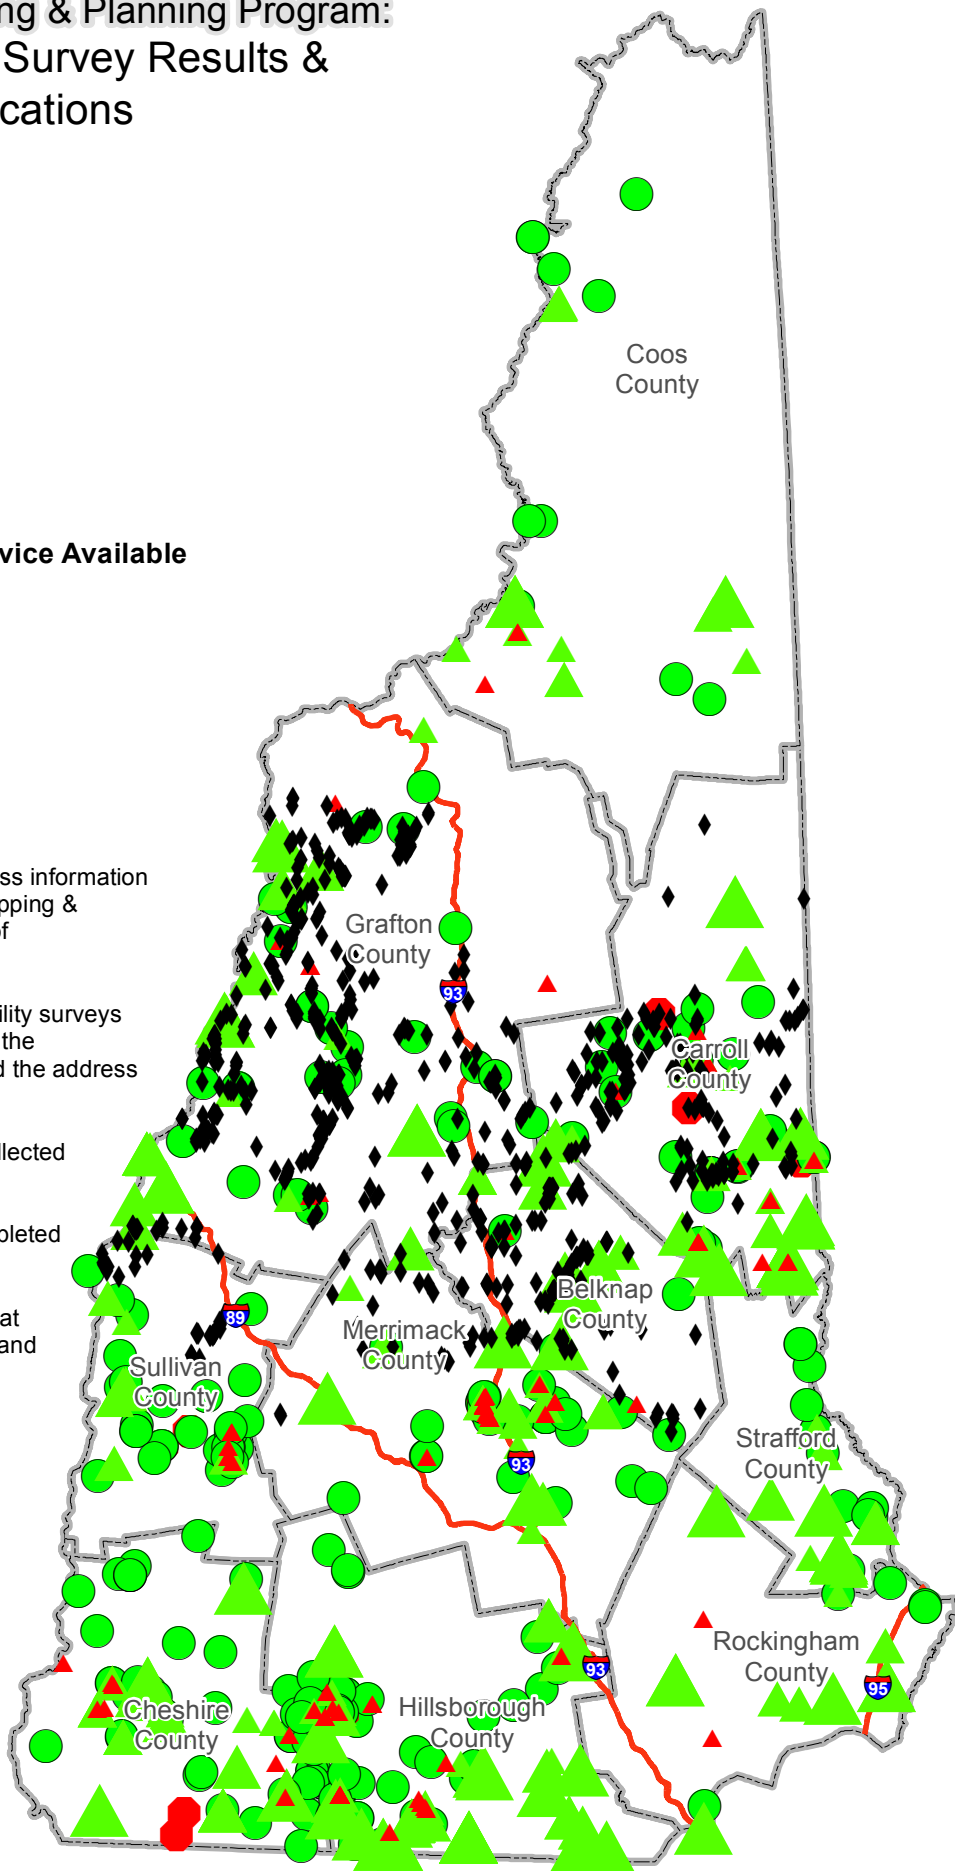 ng & Planning Program:
Survey Results &
cations
Coos
County
vice Available
ss information
pping &
of
Grafton
County
93
ility surveys
the
d the address
Carroll
County
llected
pleted
at
and
Belknap
County
89
Merrimack
County
Sullivan
County
Strafford
County
93
Rockingham
County
93
95
Cheshire
County
Hillsborough
County